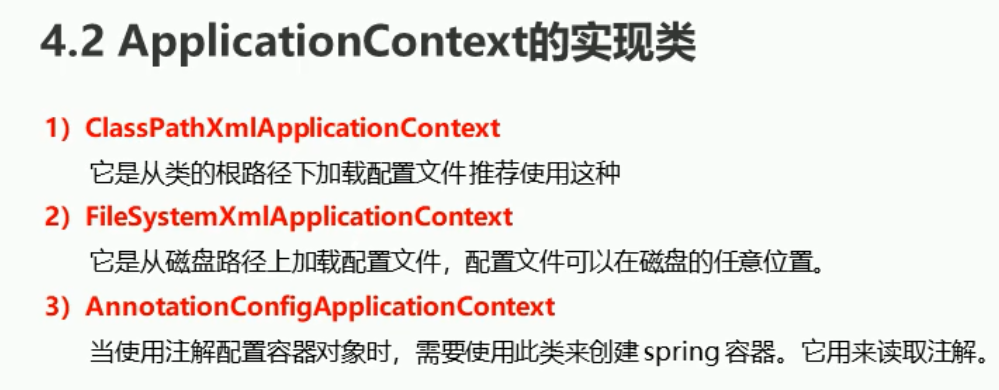 4.2 ApplicationContext的实现类
1）ClassPathXmlApplicationContext
它是从类的根路径下加载配置文件 推荐使用这种
2）FileSystemXmlApplicationContext
它是从磁盘路径上加载配置文件，配置文件可以在磁盘的任意位置。
3）AnnotationConfigApplicationContext
当使用注解配置容器对象时，需要使用此类来创建 spring 容器。它用来读取注解。